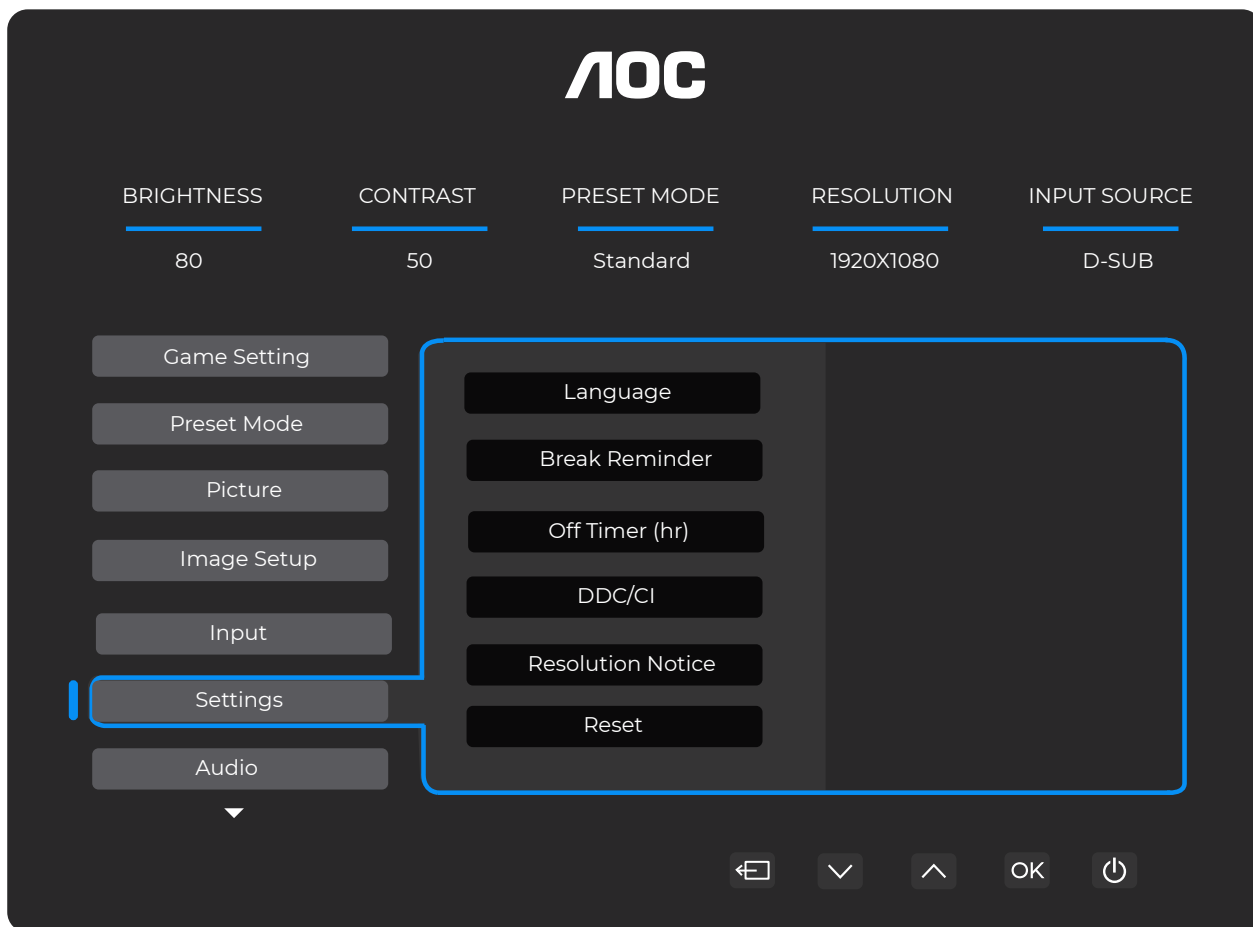 AOC
BRIGHTNESS CONTRAST PRESET MODE RESOLUTION INPUT SOURCE
80 50 Standard 1920X1080 D-SUB
Game Setting
Preset Mode
Picture
Image Setup
Input
Settings
Audio
Language
Break Reminder
Off Timer (hr)
DDC/CI
Resolution Notice
Reset
OK